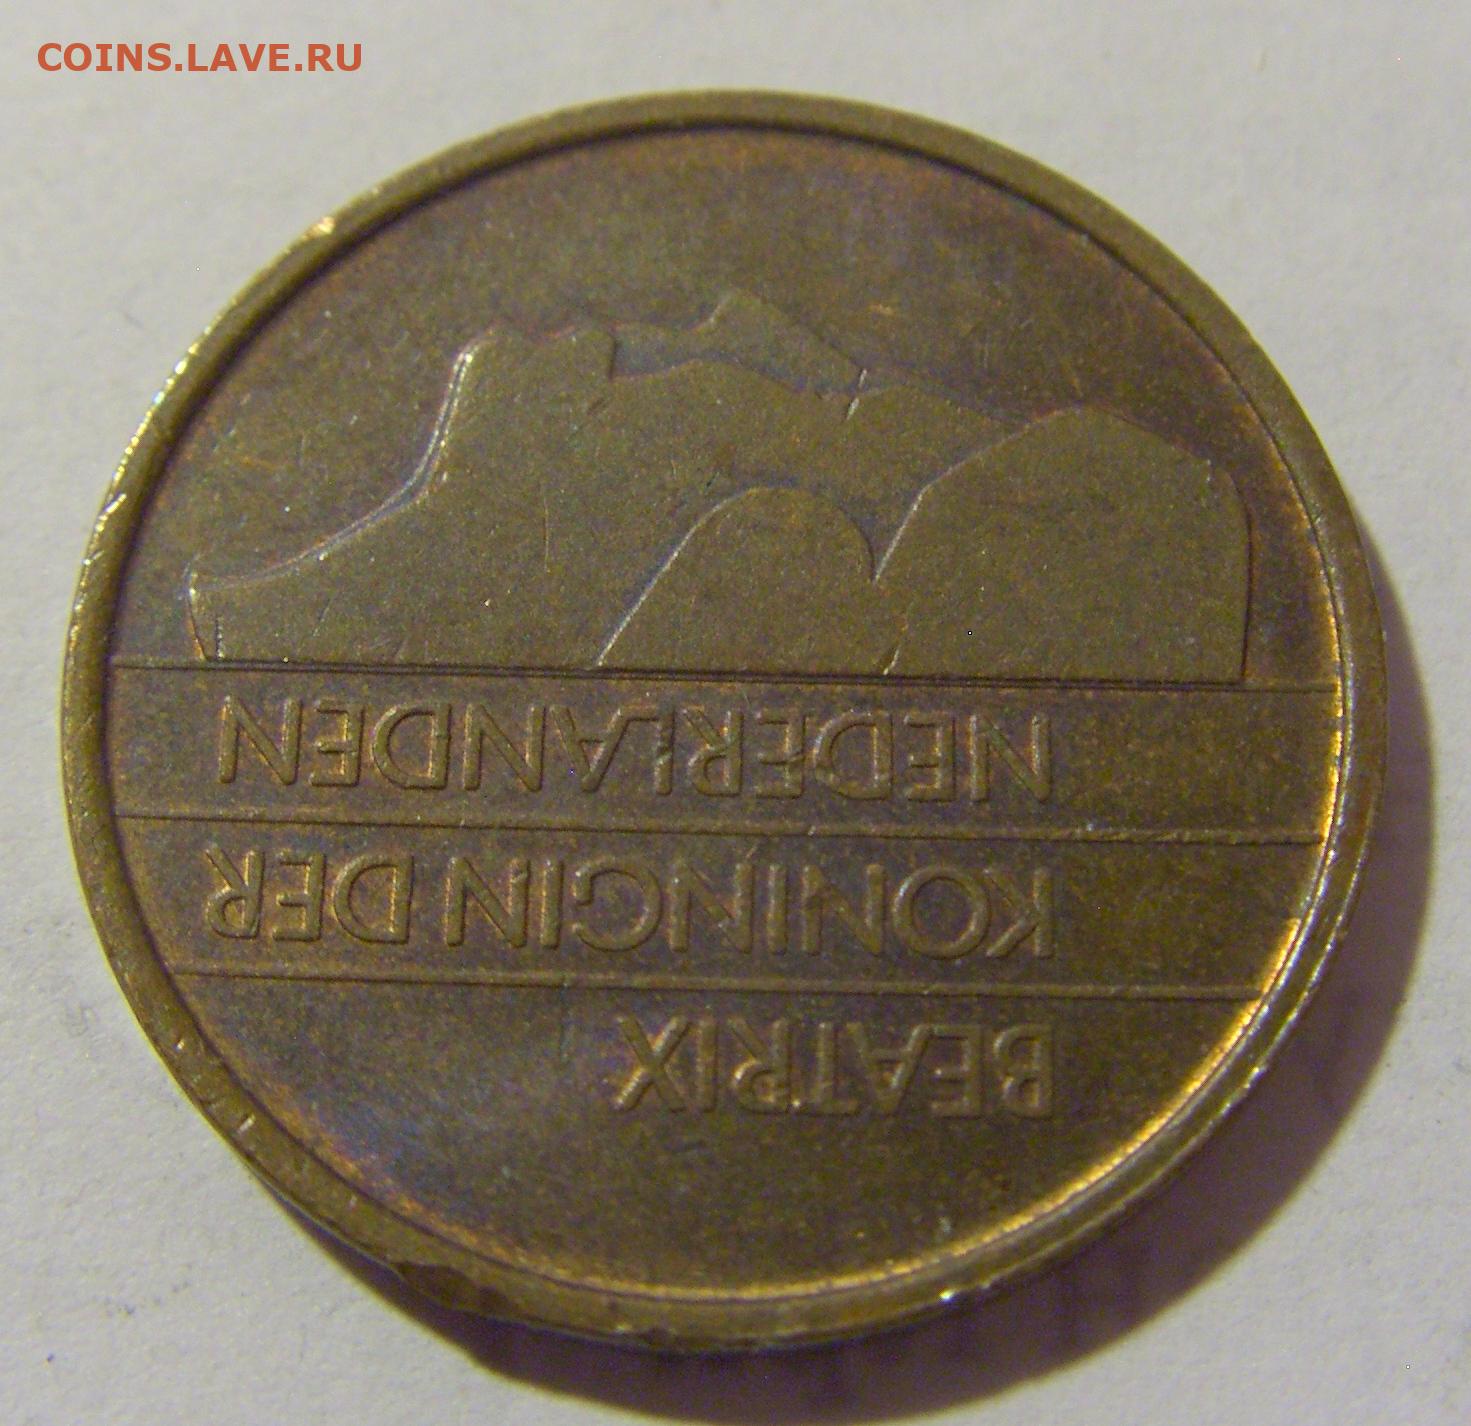 COINS.LAVE.RU
BEATRIX
KONINGIN DER
NEDERLANDEN